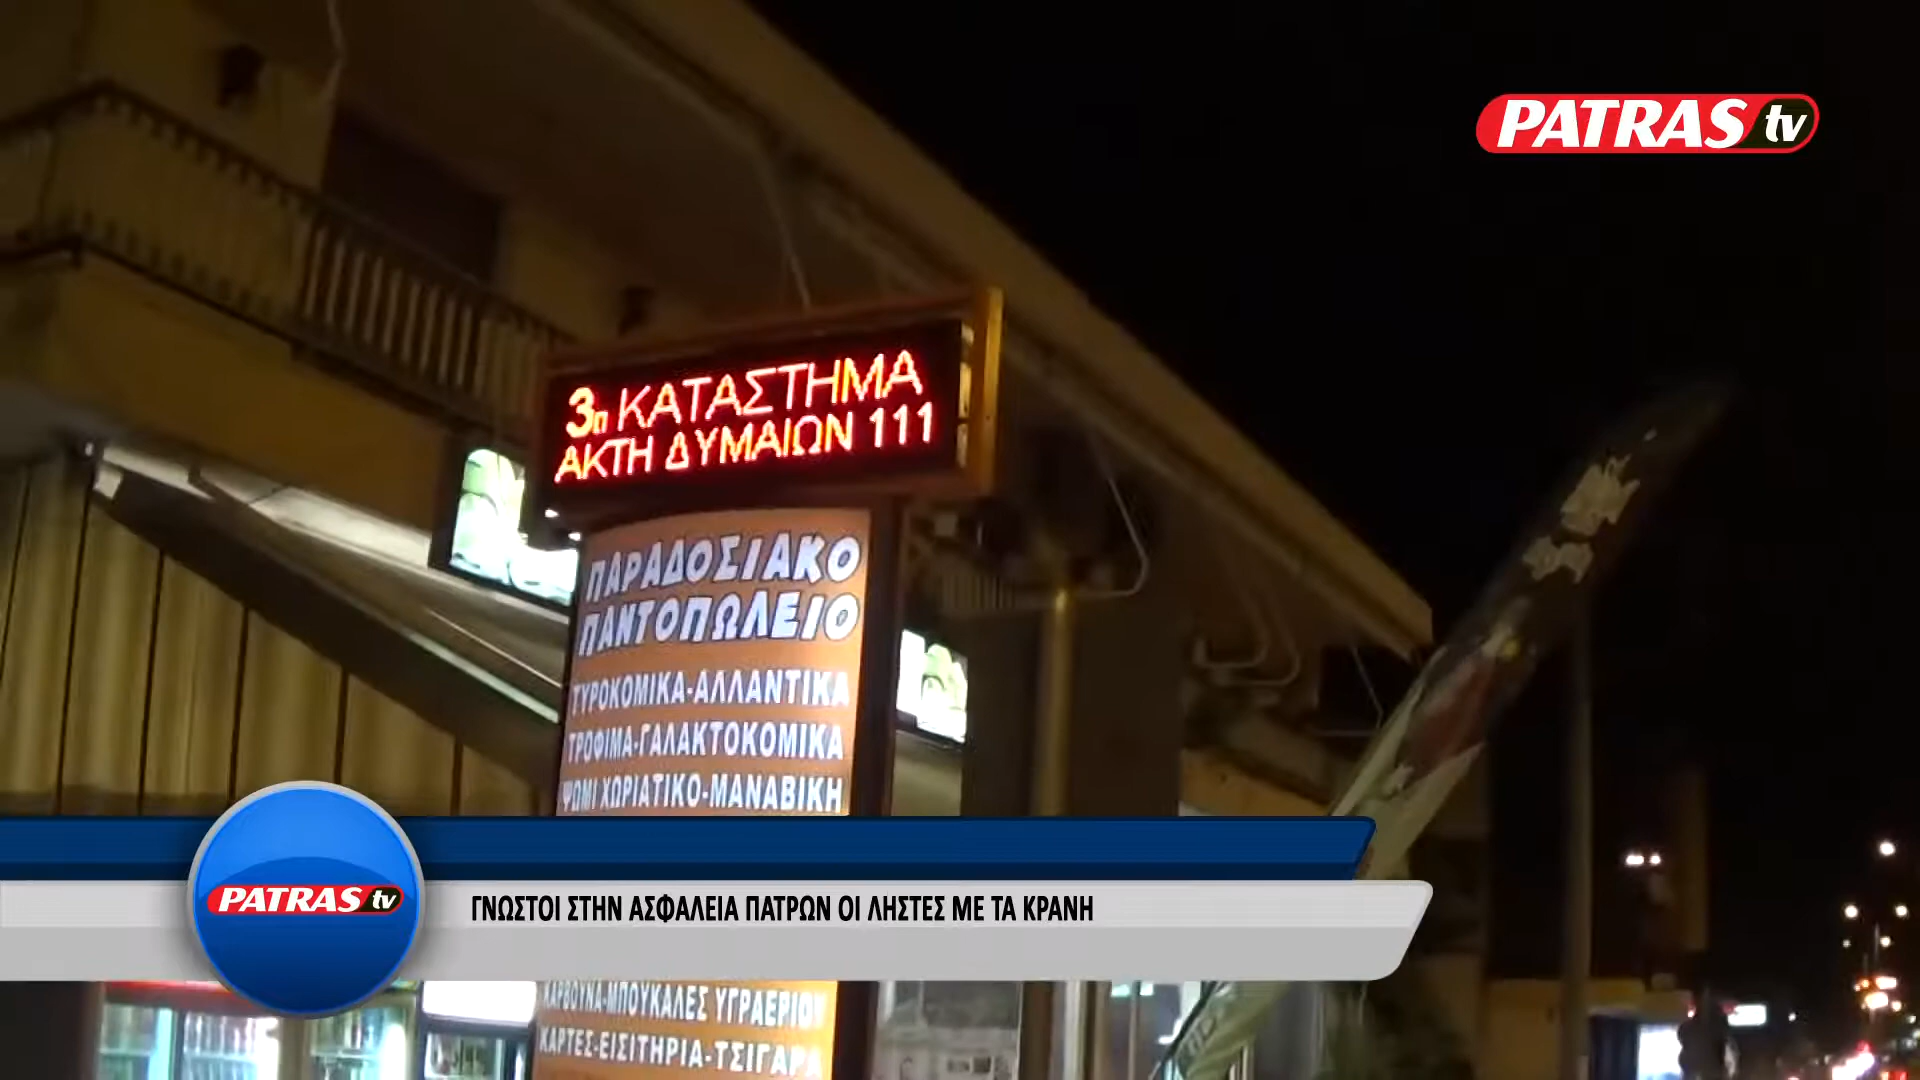 PATRAS tv
3η ΚΑΤΑΣΤΗΜΑ
ΑΚΤΗ ΔΥΜΑΙΩΝ 111
ΠΑΡΑΔΟΣΙΑΚΟ
ΠΑΝΤΟΠΩΛΕΙΟ
ΤΥΡΟΚΟΜΙΚΑ-ΑΛΛΑΝΤΙΚΑ
ΤΡΟΦΙΜΑ-ΓΑΛΑΚΤΟΚΟΜΙΚΑ
ΨΩΜΙ ΧΩΡΙΑΤΙΚΟ-ΜΑΝΑΒΙΚΗ
PATRAS tv
ΓΝΩΣΤΟΙ ΣΤΗΝ ΑΣΦΑΛΕΙΑ ΠΑΤΡΩΝ ΟΙ ΛΗΣΤΕΣ ΜΕ ΤΑ ΚΡΑΝΗ
ΚΑΡΒΟΥΝΑ-ΜΠΟΥΚΑΛΕΣ ΥΓΡΑΕΡΙΟΥ
ΚΑΡΤΕΣ-ΕΙΣΙΤΗΡΙΑ-ΤΣΙΓΑΡΑ